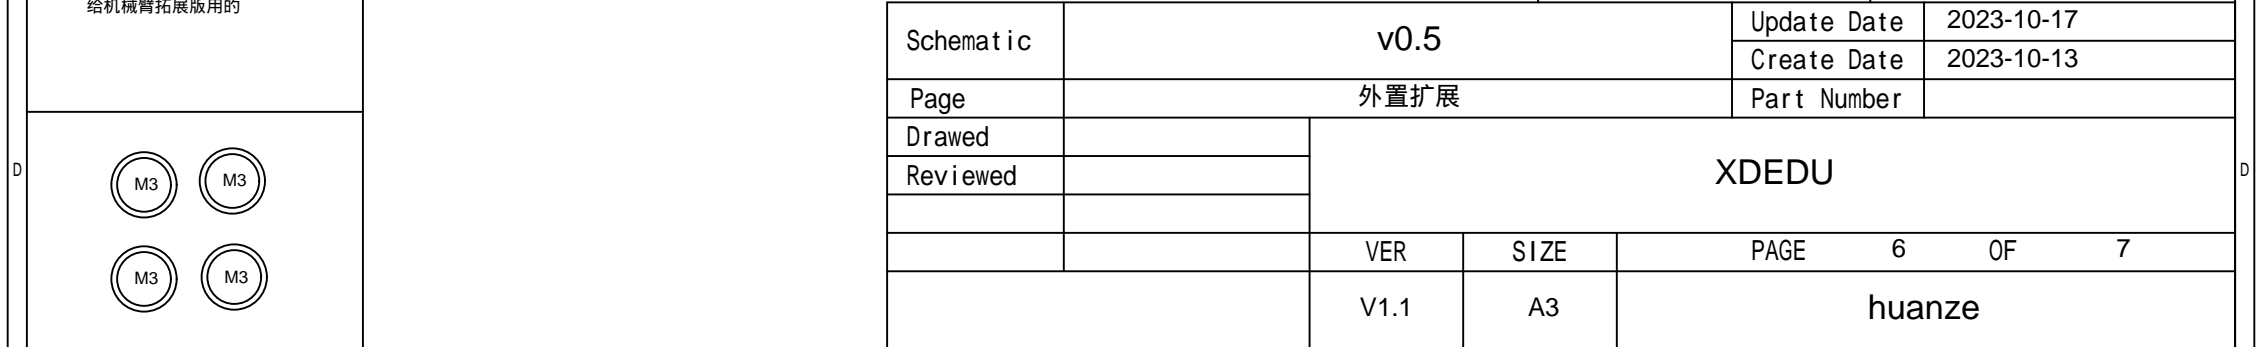 给机械臂拓展版用的
Schematic v0.5 Update Date 2023-10-17
Create Date 2023-10-13
Page 外置扩展 Part Number
Drawed
Reviewed
XDEDU
D M3 M3 D
M3 M3
VER SIZE PAGE 6 OF 7
V1.1 A3 huanze